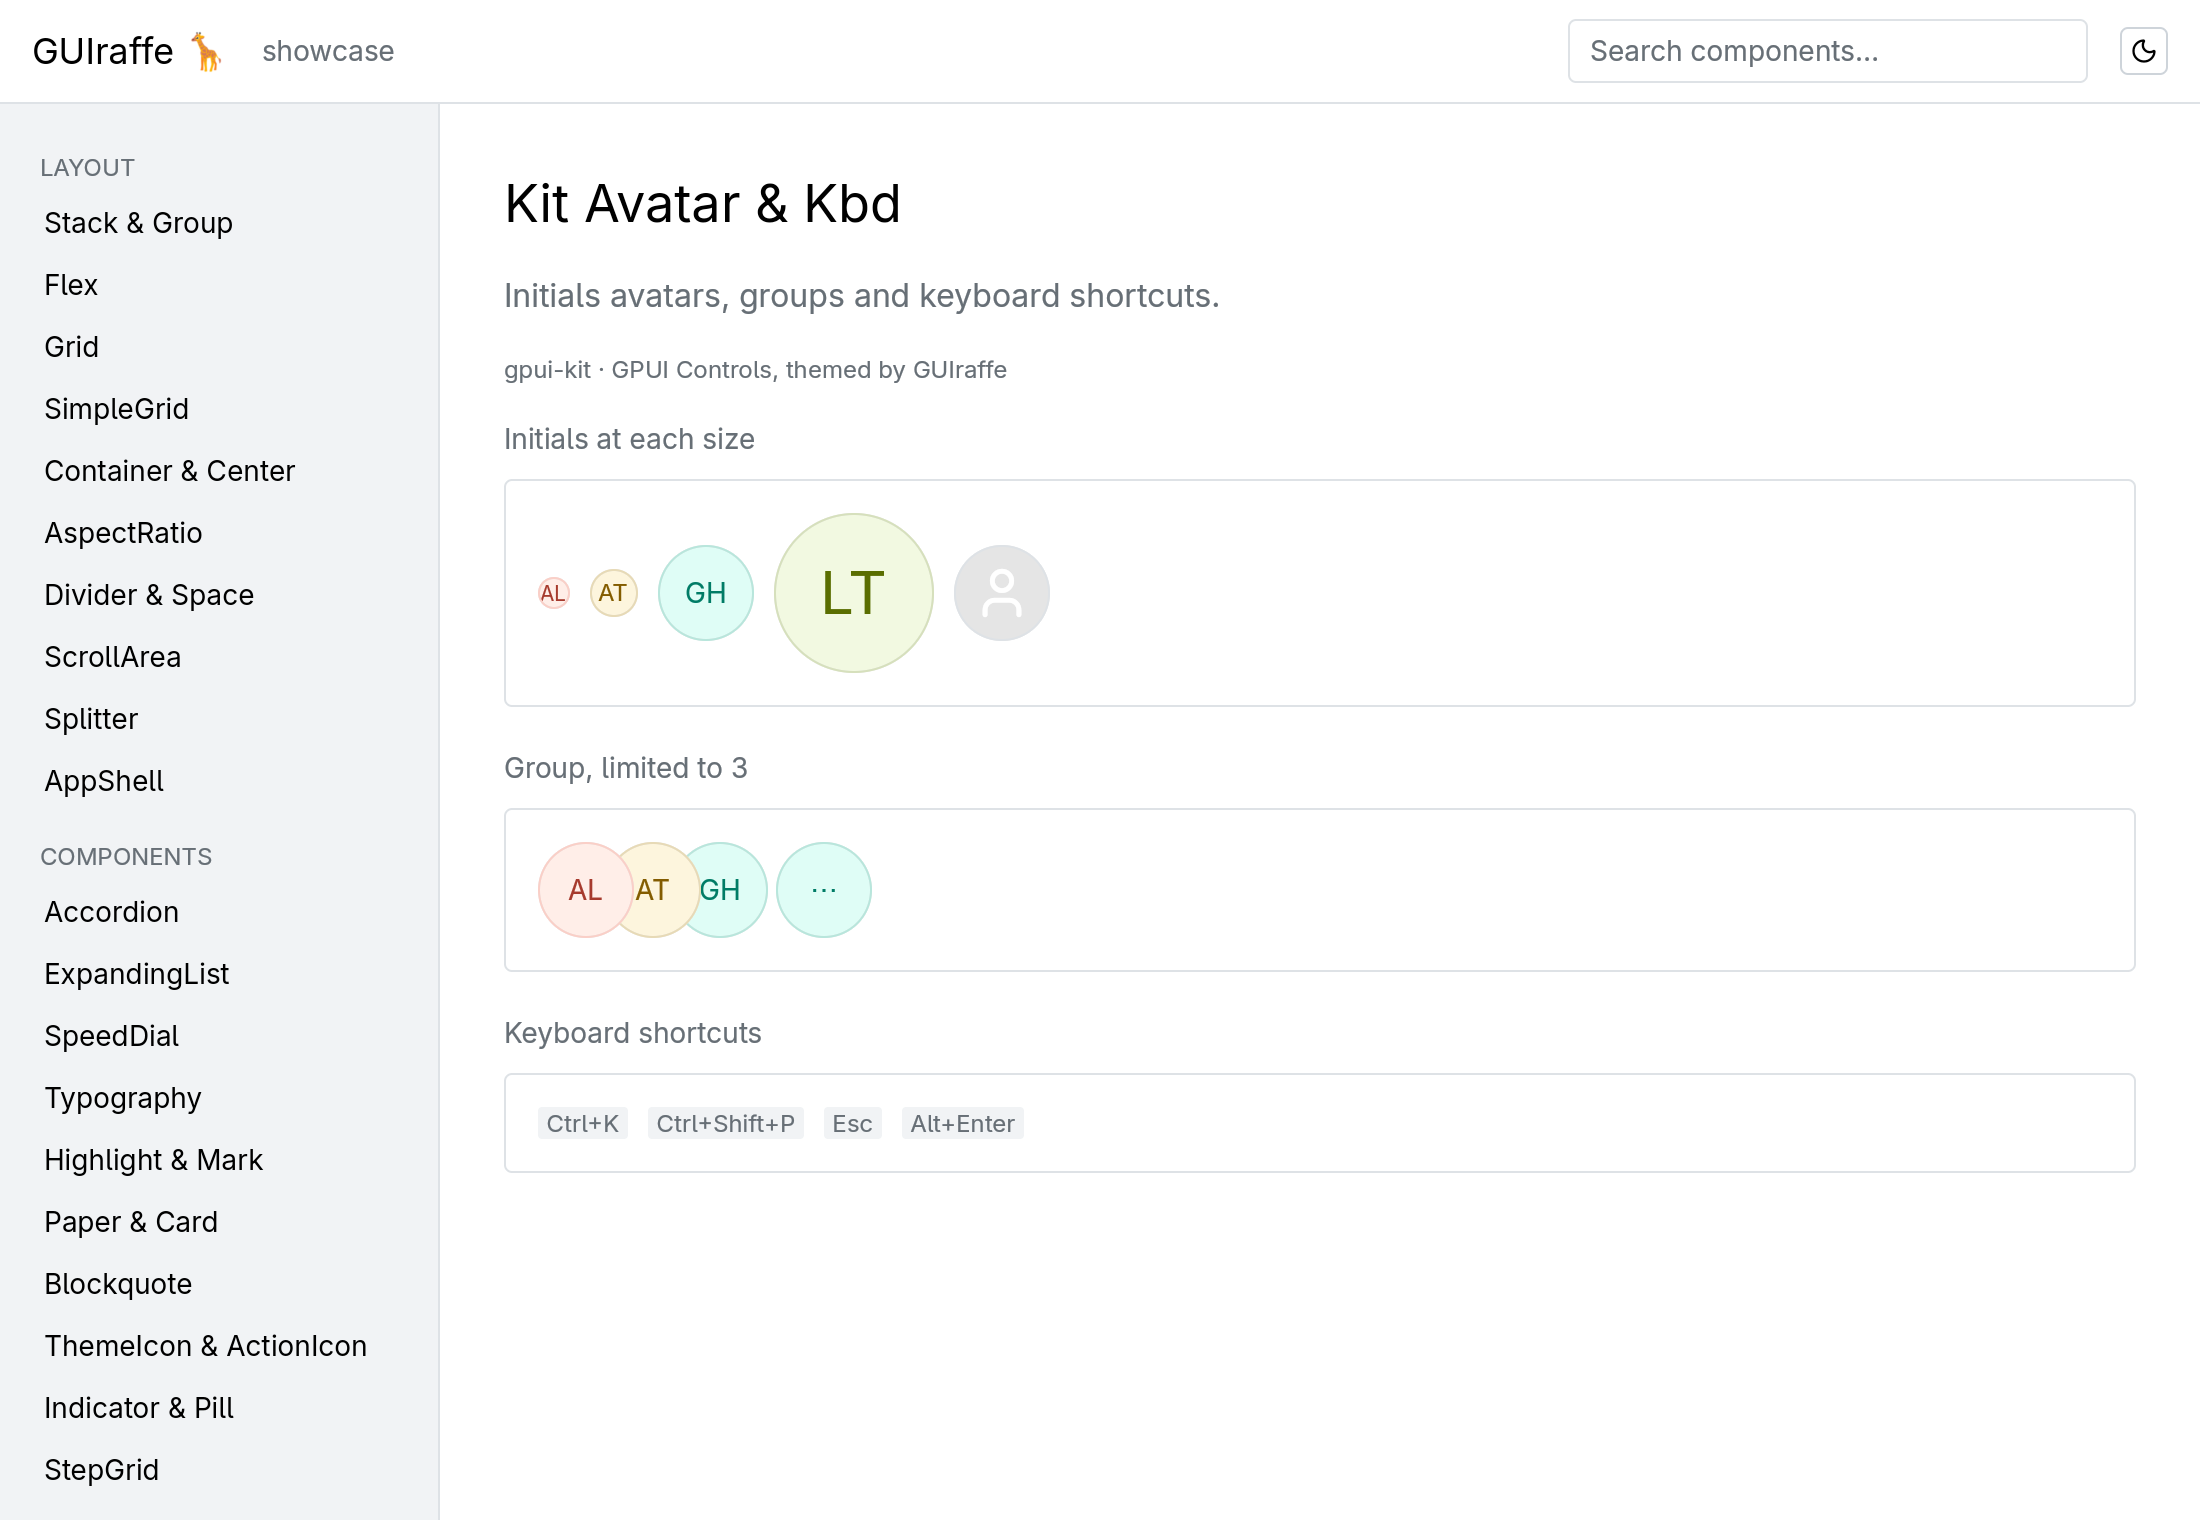 GUIraffe 🦒 showcase
Search components...
LAYOUT
Stack & Group
Flex
Grid
SimpleGrid
Container & Center
AspectRatio
Divider & Space
ScrollArea
Splitter
AppShell
COMPONENTS
Accordion
ExpandingList
SpeedDial
Typography
Highlight & Mark
Paper & Card
Blockquote
ThemeIcon & ActionIcon
Indicator & Pill
StepGrid
Kit Avatar & Kbd
Initials avatars, groups and keyboard shortcuts.
gpui-kit · GPUI Controls, themed by GUIraffe
Initials at each size
AL AT GH LT
Group, limited to 3
AL AT GH ⋯
Keyboard shortcuts
Ctrl+K Ctrl+Shift+P Esc Alt+Enter